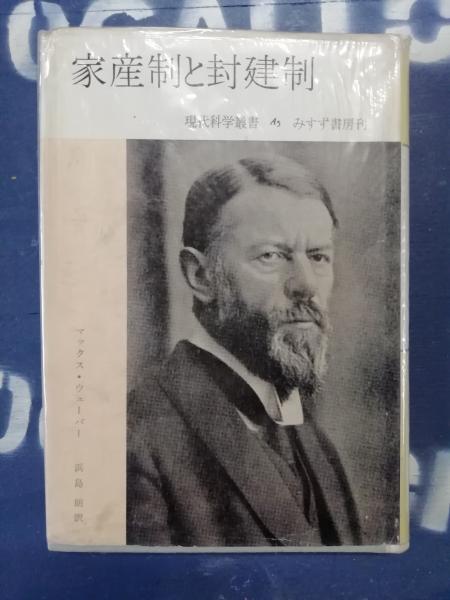 家産制と封建制
現代科学叢書 15 みすず書房刊
マックス・ウェーバー 浜島 朗訳